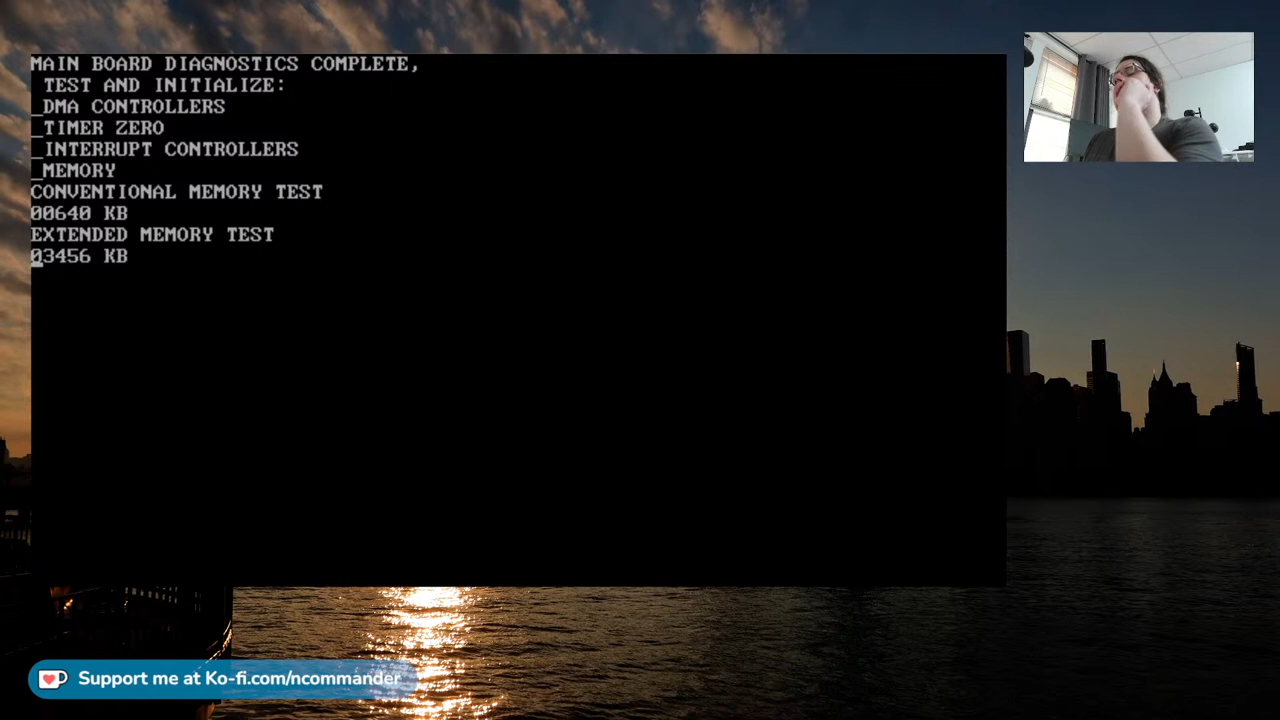 MAIN BOARD DIAGNOSTICS COMPLETE,
TEST AND INITIALIZE:
_DMA CONTROLLERS
_TIMER ZERO
_INTERRUPT CONTROLLERS
_MEMORY
CONVENTIONAL MEMORY TEST
00640 KB
EXTENDED MEMORY TEST
03456 KB
Support me at Ko-fi.com/ncommander